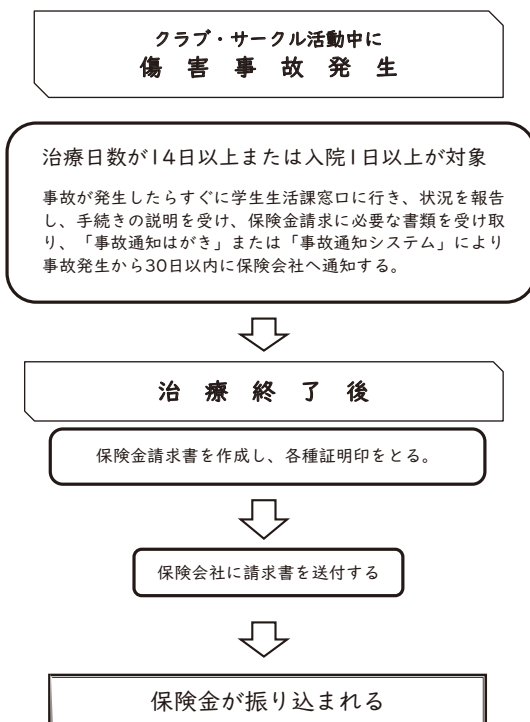 クラブ・サークル活動中に
傷害事故発生
治療日数が14日以上または入院1日以上が対象
事故が発生したらすぐに学生生活課窓口に行き、状況を報告
し、手続きの説明を受け、保険金請求に必要な書類を受け取
り、「事故通知はがき」または「事故通知システム」により
事故発生から30日以内に保険会社へ通知する。
治療終了後
保険金請求書を作成し、各種証明印をとる。
保険会社に請求書を送付する
保険金が振り込まれる